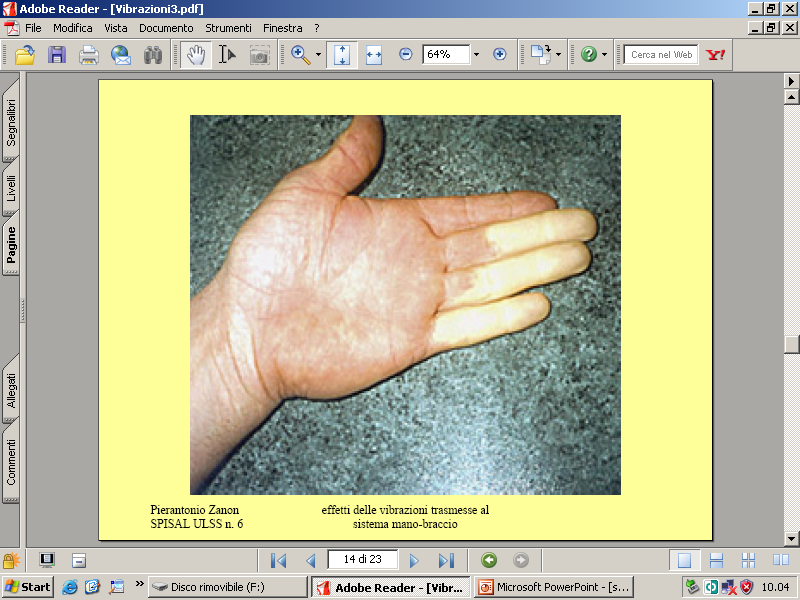 Adobe Reader - [Vibrazioni3.pdf]
File Modifica Vista Documento Strumenti Finestra ?
64%
Cerca nel Web
Y!
Segnalibri
Livelli
Pagine
Allegati
Commenti
Pierantonio Zanon
SPISAL ULSS n. 6
effetti delle vibrazioni trasmesse al
sistema mano-braccio
14 di 23
Start
»
Disco rimovibile (F:)
Adobe Reader - [Vibr...
Microsoft PowerPoint - [s...
10.04